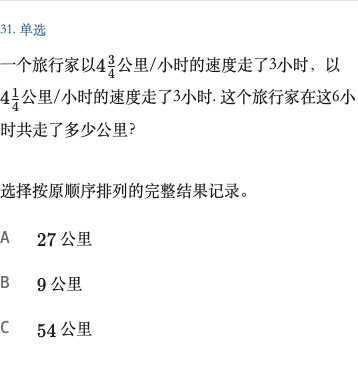 31. 单选
一个旅行家以4 3/4公里/小时的速度走了3小时，以
4 1/4公里/小时的速度走了3小时. 这个旅行家在这6小
时共走了多少公里?
选择按原顺序排列的完整结果记录。
A 27 公里
B 9 公里
C 54 公里